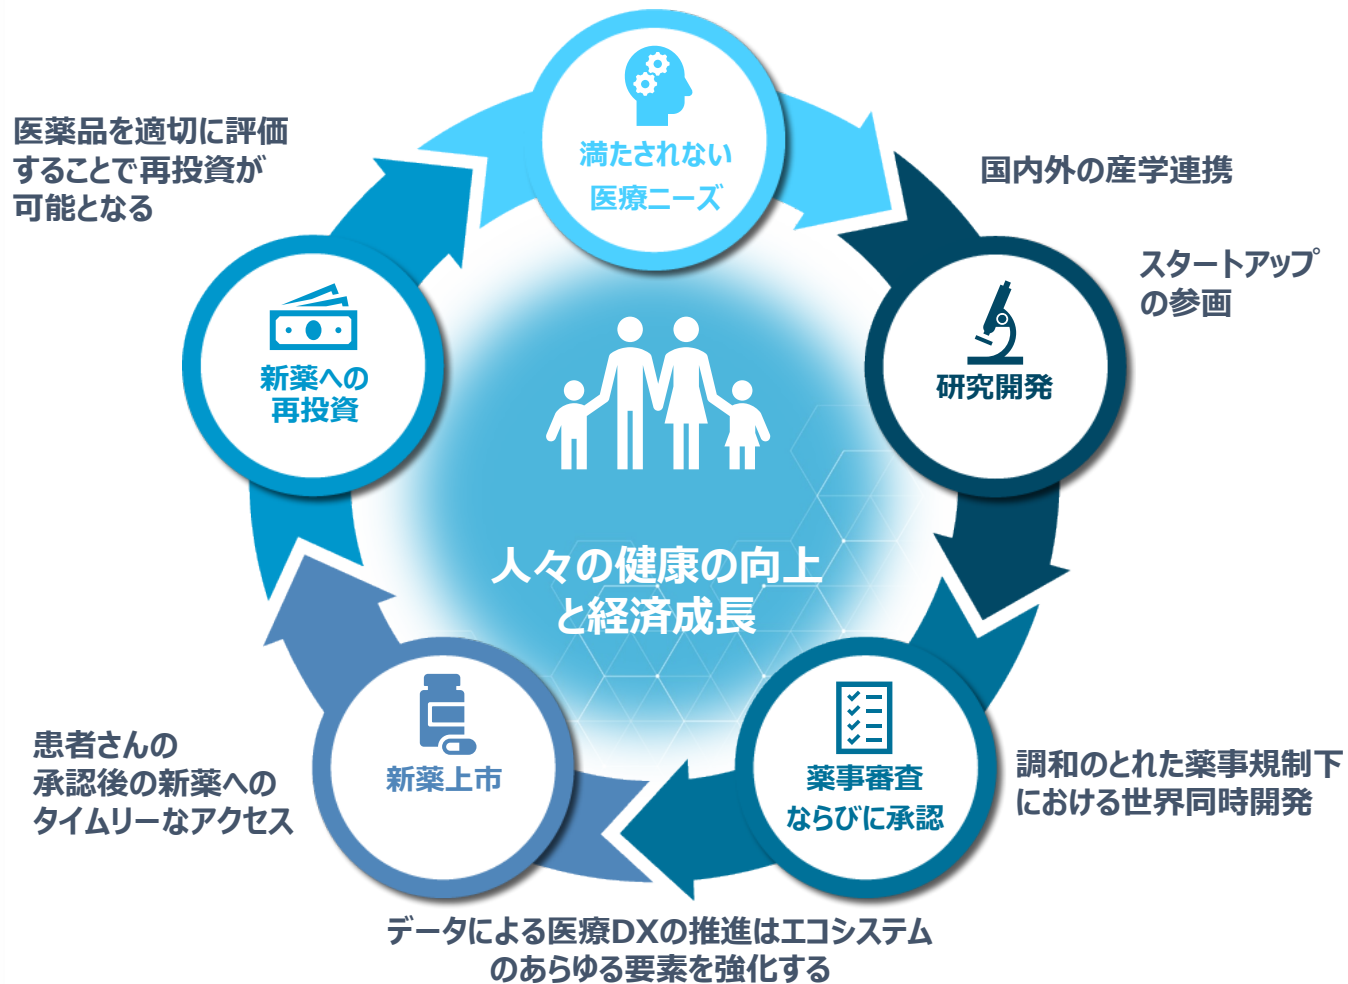 満たされない
医療ニーズ
国内外の産学連携
スタートアップ
の参画
研究開発
調和のとれた薬事規制下
における世界同時開発
薬事審査
ならびに承認
データによる医療DXの推進はエコシステム
のあらゆる要素を強化する
新薬上市
患者さんの
承認後の新薬への
タイムリーなアクセス
新薬への
再投資
医薬品を適切に評価
することで再投資が
可能となる
人々の健康の向上
と経済成長